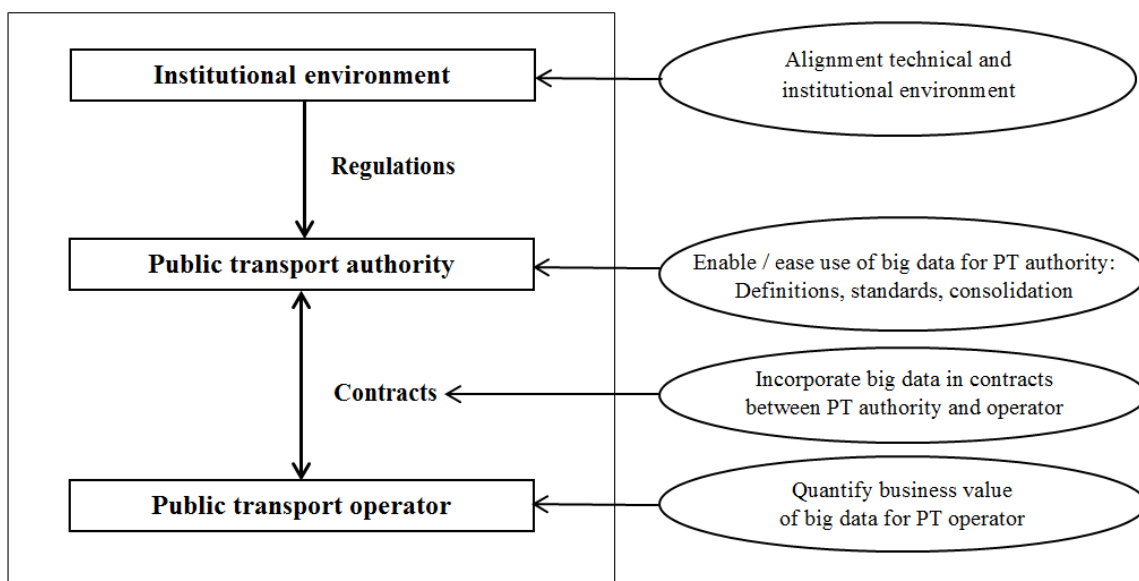 Institutional environment
Alignment technical and
institutional environment
Regulations
Public transport authority
Enable / ease use of big data for PT authority:
Definitions, standards, consolidation
Contracts
Incorporate big data in contracts
between PT authority and operator
Public transport operator
Quantify business value
of big data for PT operator